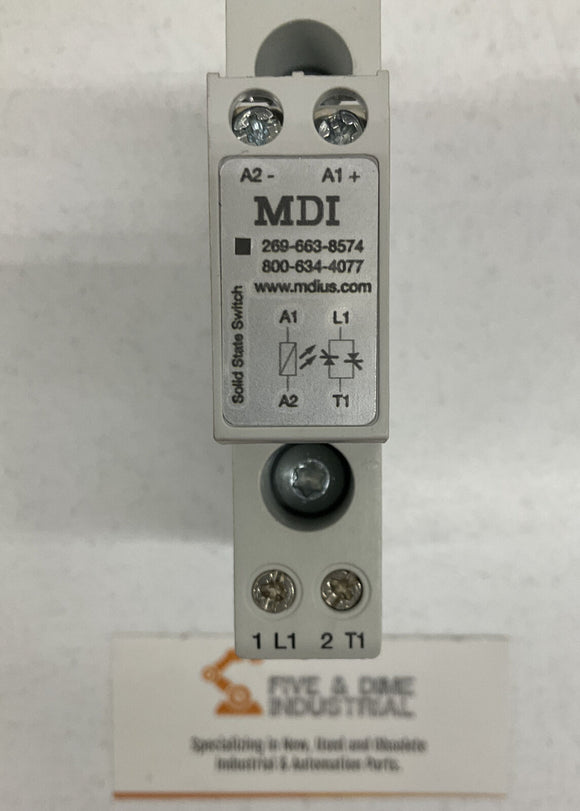 A2 - A1 +
MDI
269-663-8574
800-634-4077
www.mdius.com
Solid State Switch
A1 L1
A2 T1
1 L1 2 T1
FIVE & DIME
INDUSTRIAL
Specializing in New, Used and Obsolete
Industrial & Automation Parts.